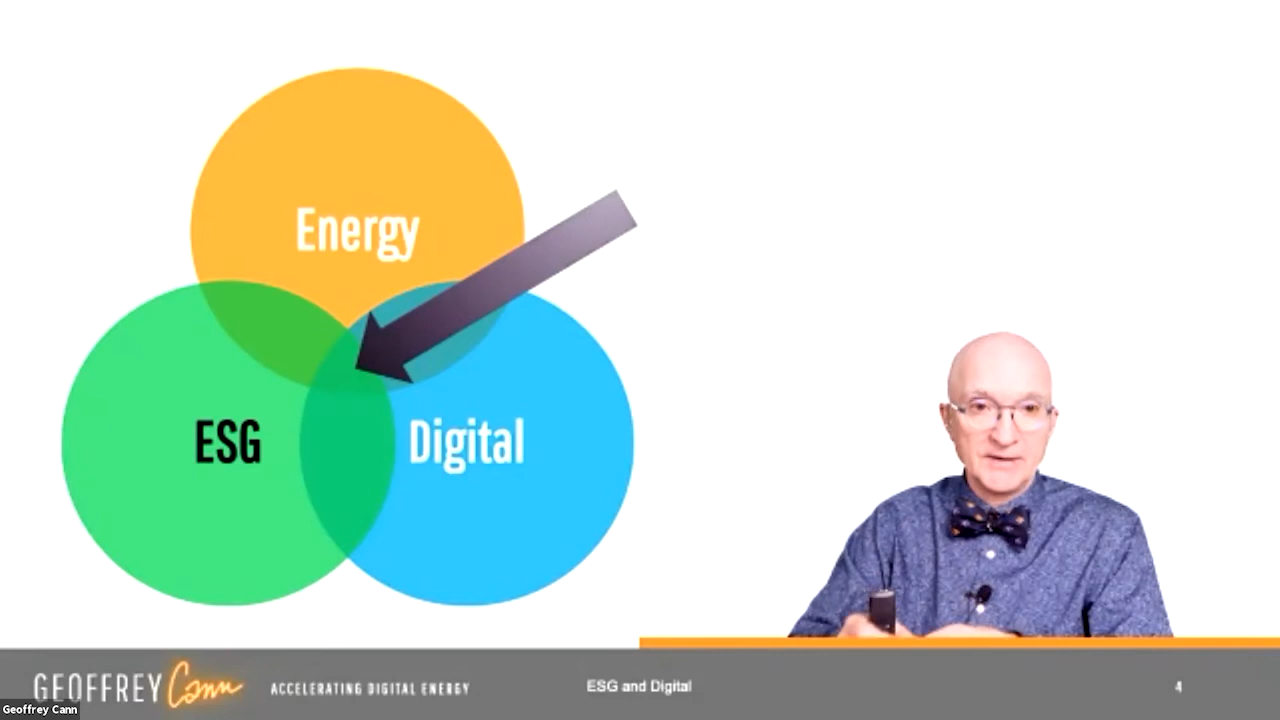 Energy
ESG
Digital
GEOFFREY Cann
ACCELERATING DIGITAL ENERGY
ESG and Digital
4
Geoffrey Cann